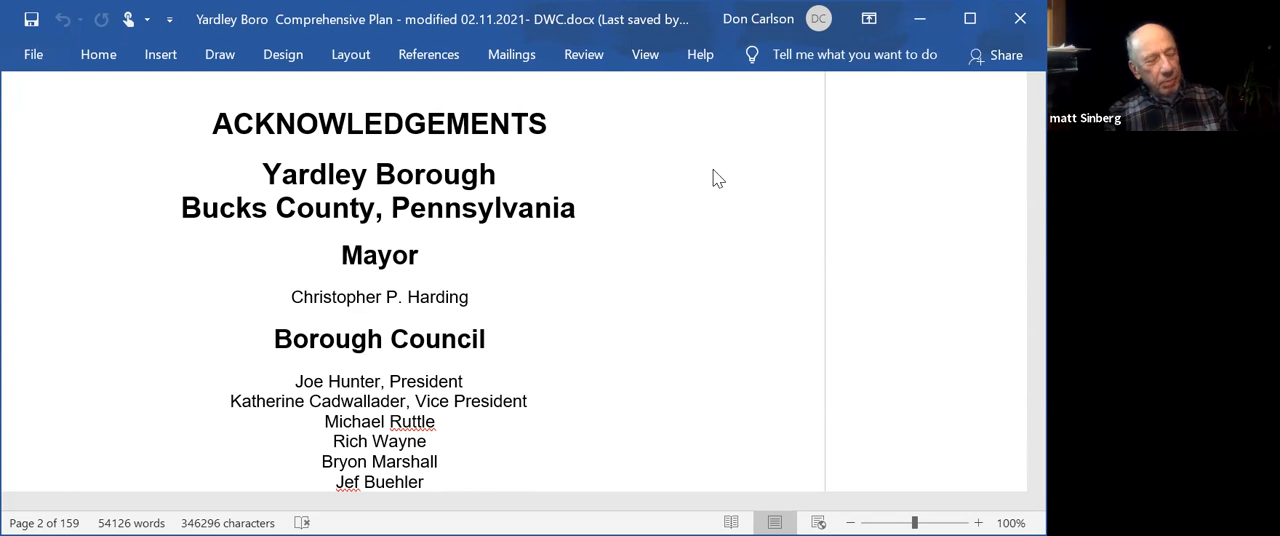 Yardley Boro Comprehensive Plan - modified 02.11.2021- DWC.docx (Last saved by...
Don Carlson
DC
File
Home
Insert
Draw
Design
Layout
References
Mailings
Review
View
Help
Tell me what you want to do
Share
matt Sinberg
ACKNOWLEDGEMENTS
Yardley Borough
Bucks County, Pennsylvania
Mayor
Christopher P. Harding
Borough Council
Joe Hunter, President
Katherine Cadwallader, Vice President
Michael Ruttle
Rich Wayne
Bryon Marshall
Jef Buehler
Page 2 of 159
54126 words
346296 characters
100%